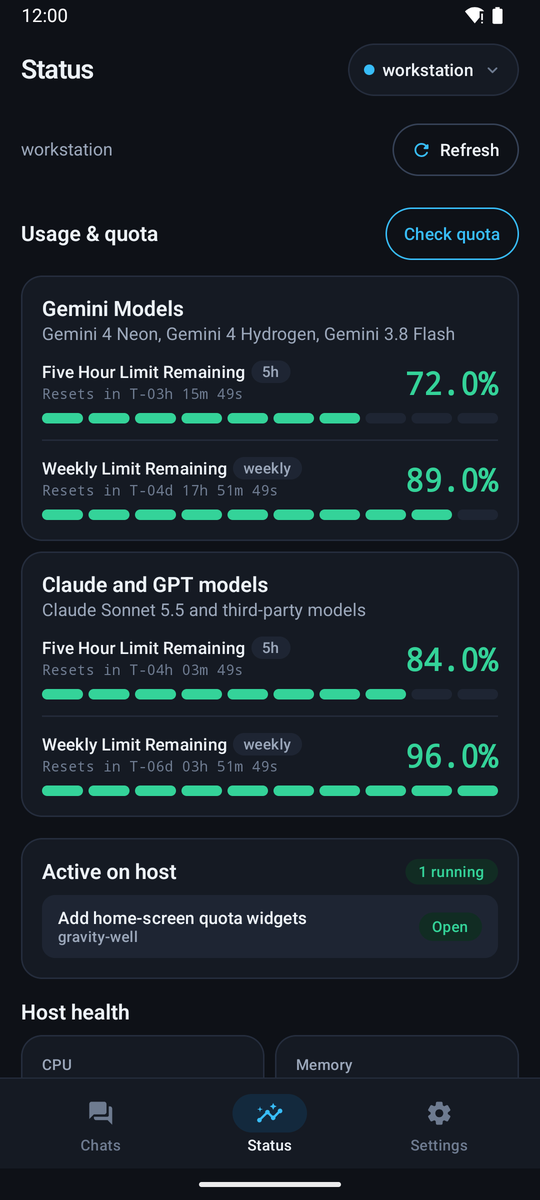 12:00
Status
workstation
workstation
Refresh
Usage & quota
Check quota
Gemini Models
Gemini 4 Neon, Gemini 4 Hydrogen, Gemini 3.8 Flash
Five Hour Limit Remaining 5h
72.0%
Resets in T-03h 15m 49s
Weekly Limit Remaining weekly
89.0%
Resets in T-04d 17h 51m 49s
Claude and GPT models
Claude Sonnet 5.5 and third-party models
Five Hour Limit Remaining 5h
84.0%
Resets in T-04h 03m 49s
Weekly Limit Remaining weekly
96.0%
Resets in T-06d 03h 51m 49s
Active on host
1 running
Add home-screen quota widgets
gravity-well
Open
Host health
CPU
Memory
Chats
Status
Settings